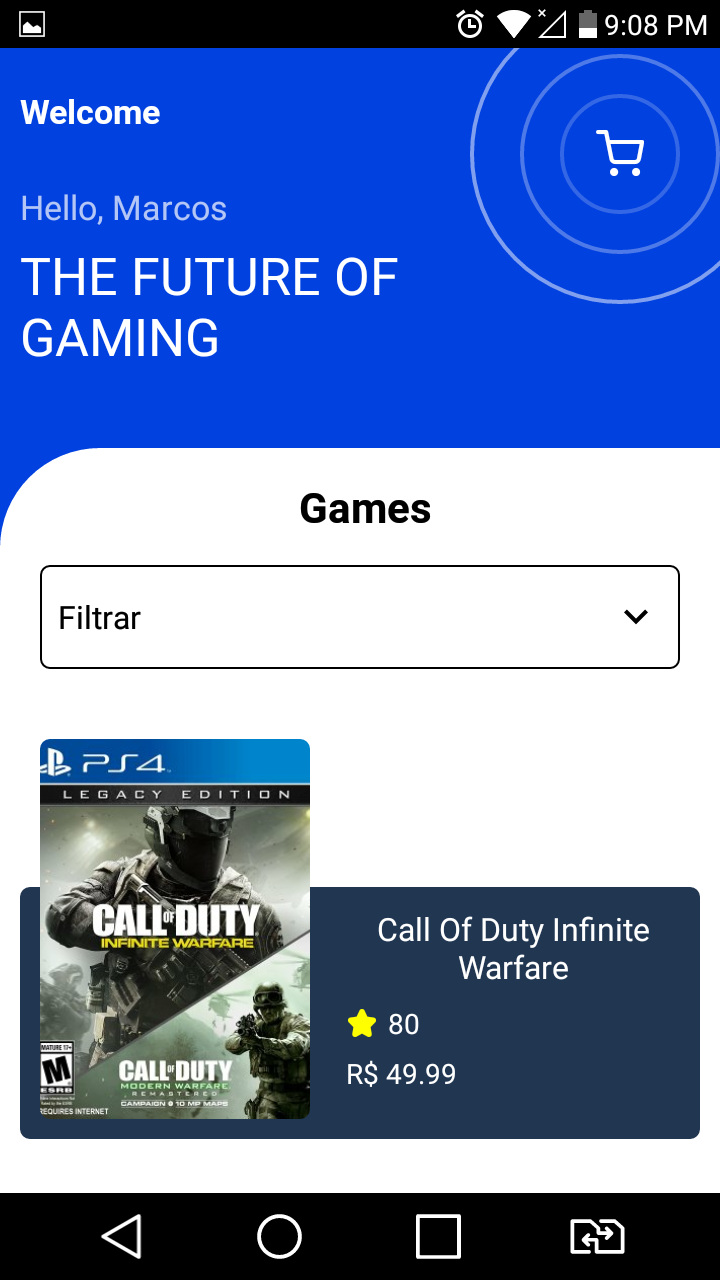 9:08 PM
Welcome
Hello, Marcos
THE FUTURE OF
GAMING
Games
Filtrar
PS4
LEGACY EDITION
CALL OF DUTY
INFINITE WARFARE
CALL OF DUTY
MODERN WARFARE
REMASTERED
CAMPAIGN & 10 MP MAPS
MATURE 17+
M
ESRB
REQUIRES INTERNET
Call Of Duty Infinite
Warfare
80
R$ 49.99